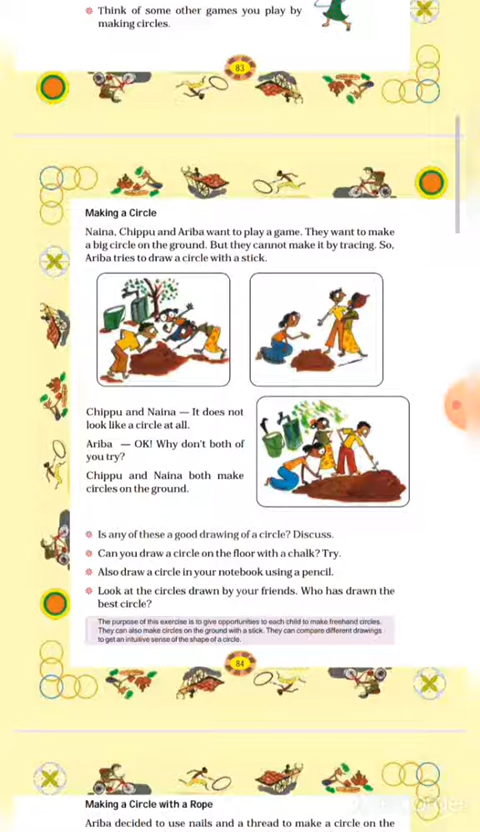 Think of some other games you play by
making circles.
83
Making a Circle
Naina, Chippu and Ariba want to play a game. They want to make
a big circle on the ground. But they cannot make it by tracing. So,
Ariba tries to draw a circle with a stick.
Chippu and Naina — It does not
look like a circle at all.
Ariba — OK! Why don't both of
you try?
Chippu and Naina both make
circles on the ground.
Is any of these a good drawing of a circle? Discuss.
Can you draw a circle on the floor with a chalk? Try.
Also draw a circle in your notebook using a pencil.
Look at the circles drawn by your friends. Who has drawn the
best circle?
The purpose of this exercise is to give opportunities to each child to make freehand circles.
They can also make circles on the ground with a stick. They can compare different drawings
to get an intuitive sense of the shape of a circle.
84
Making a Circle with a Rope
Ariba decided to use nails and a thread to make a circle on the